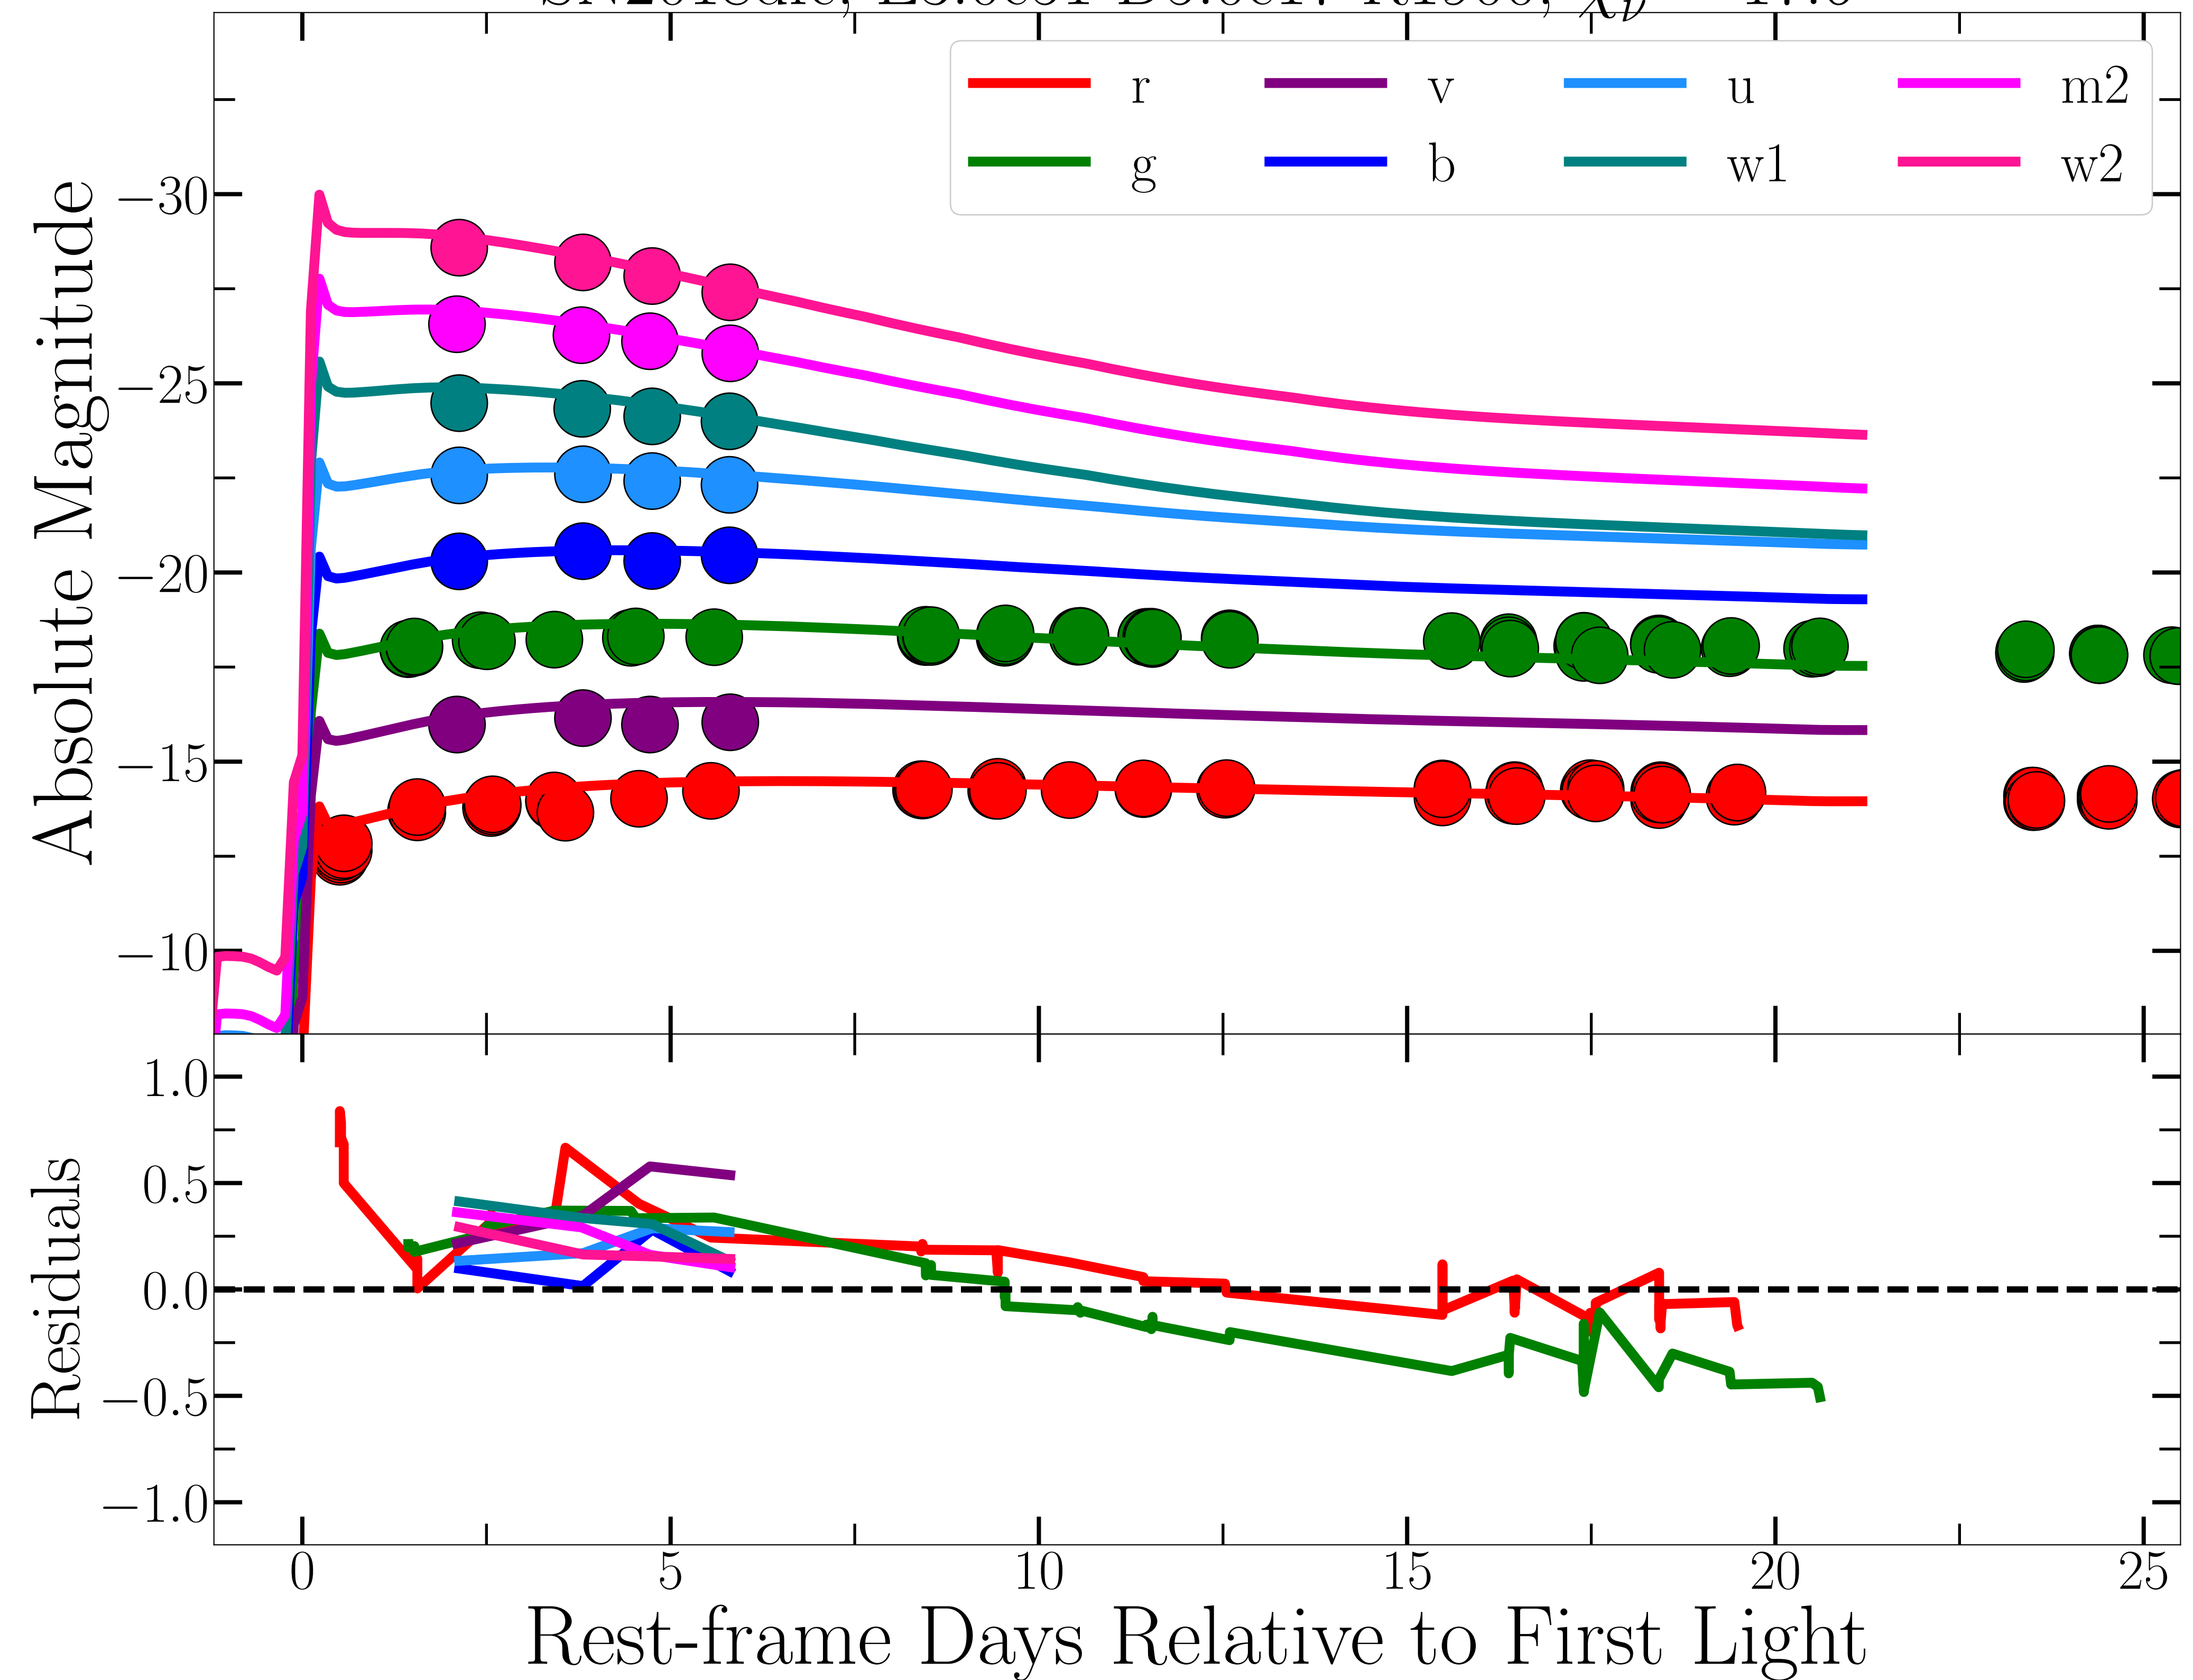 r v u m2
g b w1 w2
Absolute Magnitude
−30
−25
−20
−15
−10
Residuals
1.0
0.5
0.0
−0.5
−1.0
0 5 10 15 20 25
Rest-frame Days Relative to First Light